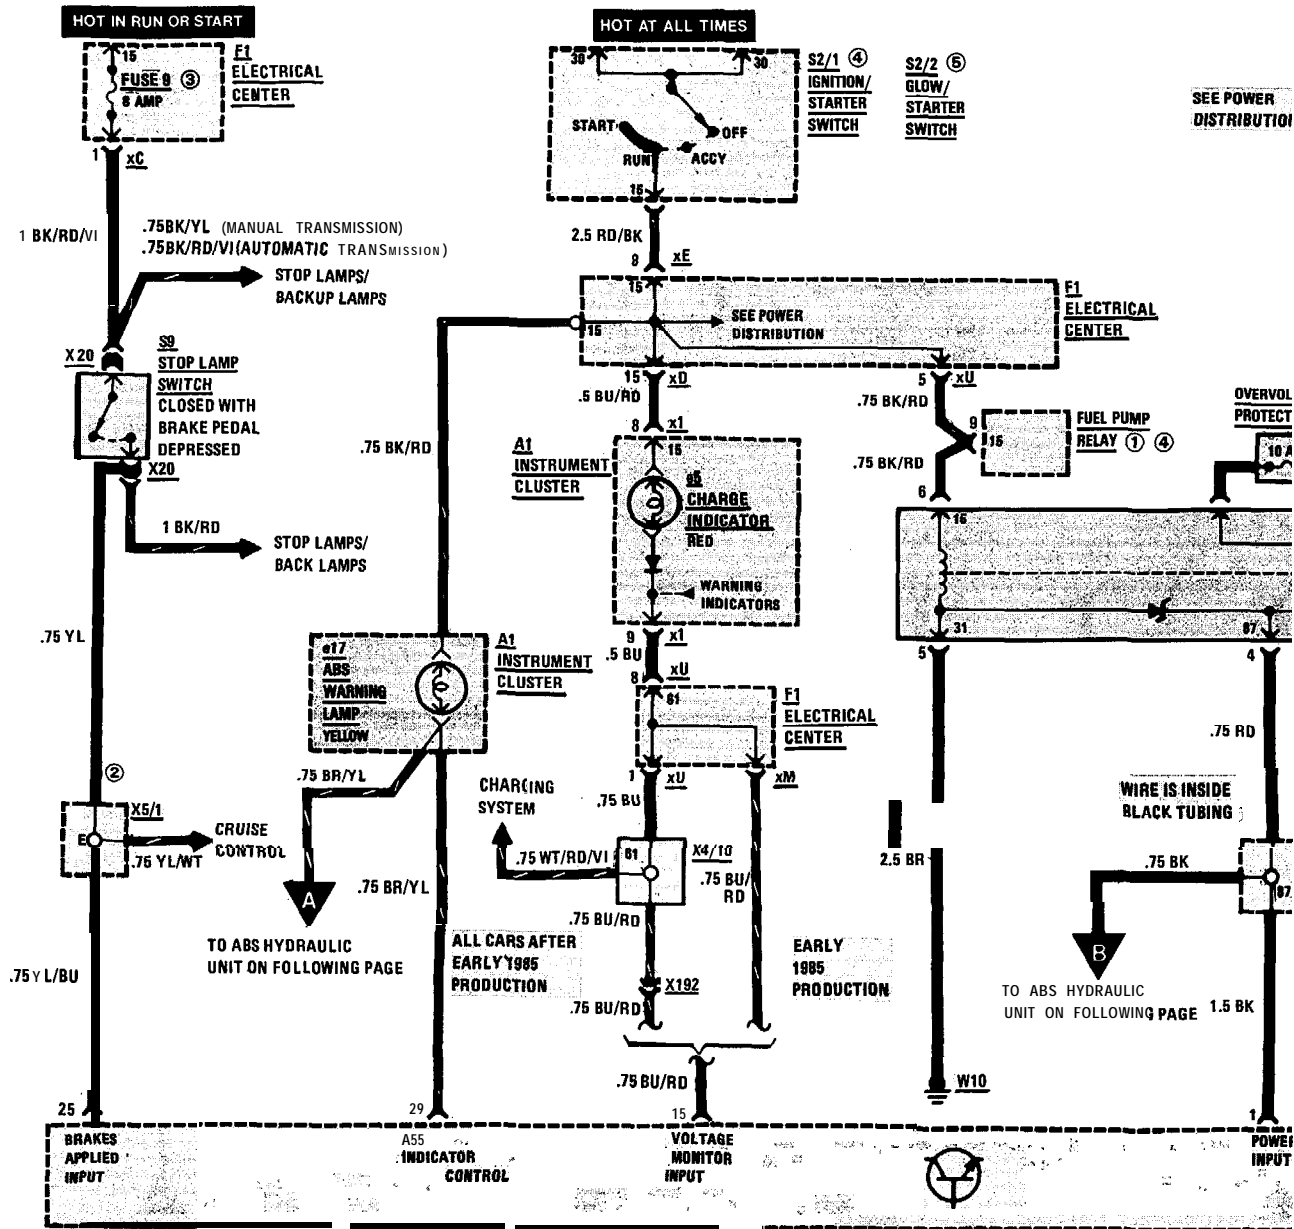 HOT IN RUN OR START
15
FUSE 9 ③
8 AMP
F1
ELECTRICAL
CENTER
1
xC
1 BK/RD/VI
.75BK/YL (MANUAL TRANSMISSION)
.75BK/RD/VI(AUTOMATIC TRANSMISSION)
STOP LAMPS/
BACKUP LAMPS
X20
S9
STOP LAMP
SWITCH
CLOSED WITH
BRAKE PEDAL
DEPRESSED
X20
1 BK/RD
STOP LAMPS/
BACK LAMPS
.75 YL
②
X5/1
E
CRUISE
CONTROL
.75 YL/WT
.75YL/BU
25
BRAKES
APPLIED
INPUT
HOT AT ALL TIMES
30
30
START
OFF
RUN
ACCY
15
S2/1 ④
IGNITION/
STARTER
SWITCH
S2/2 ⑤
GLOW/
STARTER
SWITCH
SEE POWER
DISTRIBUTION
2.5 RD/BK
8
xE
15
15
SEE POWER
DISTRIBUTION
F1
ELECTRICAL
CENTER
15
xD
5
xU
.5 BU/RD
.75 BK/RD
.75 BK/RD
8
x1
9
15
FUEL PUMP
RELAY ① ④
OVERVOL
PROTECT
10 A
.75 BK/RD
6
A1
INSTRUMENT
CLUSTER
15
e5
CHARGE
INDICATOR
RED
WARNING
INDICATORS
15
31
87
9
x1
.5 BU
8
xU
5
4
e17
ABS
WARNING
LAMP
YELLOW
A1
INSTRUMENT
CLUSTER
61
F1
ELECTRICAL
CENTER
.75 RD
.75 BR/YL
A
TO ABS HYDRAULIC
UNIT ON FOLLOWING PAGE
CHARGING
SYSTEM
1
xU
xM
.75 BU
.75 WT/RD/VI
61
X4/10
.75 BU/
RD
.75 BR/YL
.75 BU/RD
ALL CARS AFTER
EARLY 1985
PRODUCTION
X192
.75 BU/RD
EARLY
1985
PRODUCTION
.75 BU/RD
2.5 BR
WIRE IS INSIDE
BLACK TUBING
.75 BK
87
B
TO ABS HYDRAULIC
UNIT ON FOLLOWING PAGE
1.5 BK
W10
29
15
1
A55
INDICATOR
CONTROL
VOLTAGE
MONITOR
INPUT
POWER
INPUT